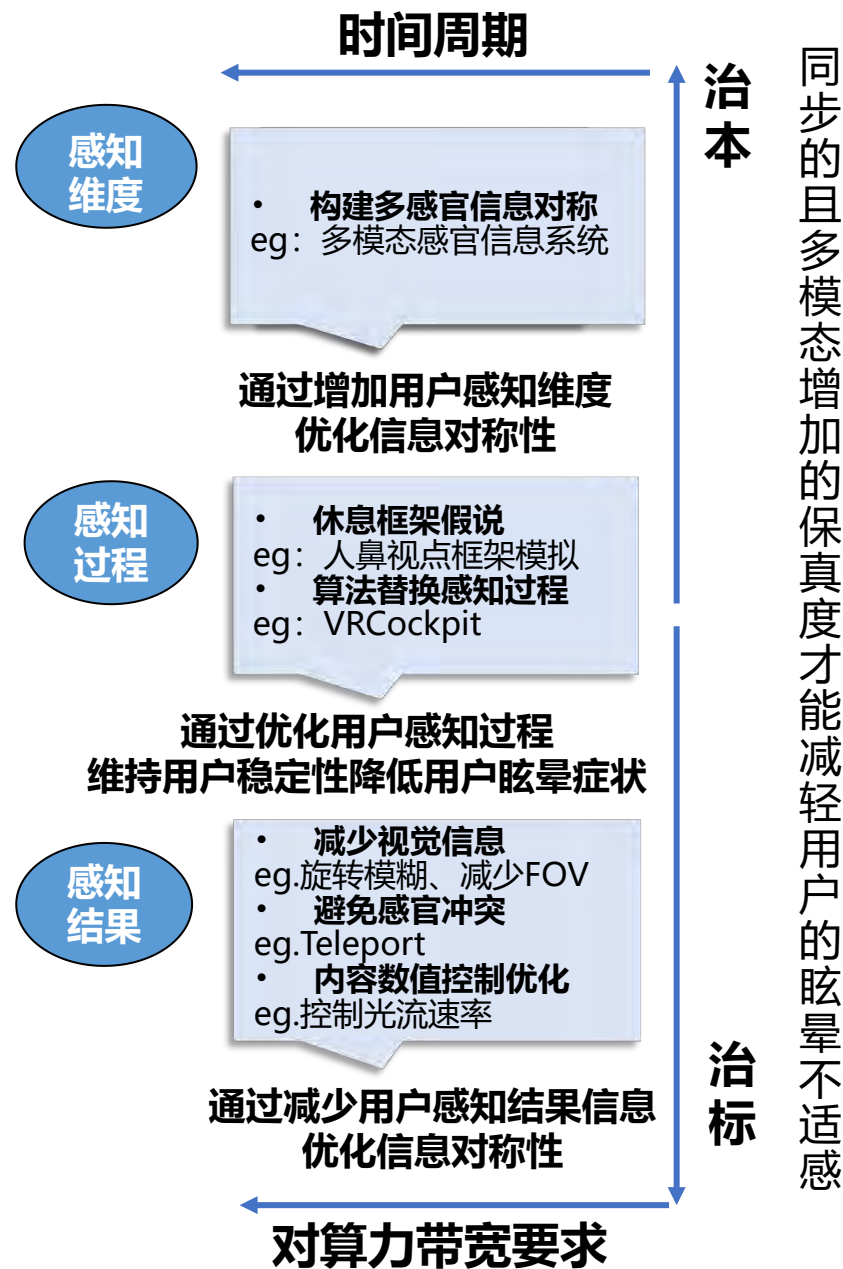 时间周期
治
本
感知
维度
• 构建多感官信息对称
eg：多模态感官信息系统
通过增加用户感知维度
优化信息对称性
感知
过程
• 休息框架假说
eg：人鼻视点框架模拟
• 算法替换感知过程
eg：VRCockpit
通过优化用户感知过程
维持用户稳定性降低用户眩晕症状
感知
结果
• 减少视觉信息
eg.旋转模糊、减少FOV
• 避免感官冲突
eg.Teleport
• 内容数值控制优化
eg.控制光流速率
通过减少用户感知结果信息
优化信息对称性
治
标
对算力带宽要求
同步的且多模态增加的保真度才能减轻用户的眩晕不适感